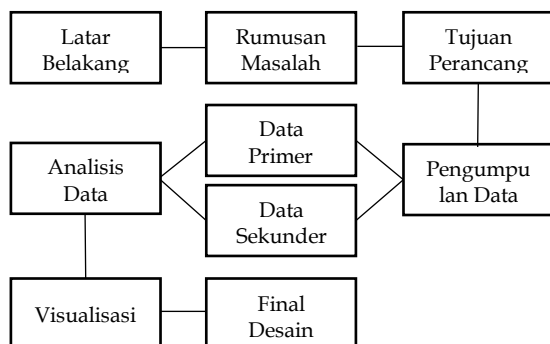 Latar
Belakang
Rumusan
Masalah
Tujuan
Perancang
Data
Primer
Analisis
Data
Pengumpu
lan Data
Data
Sekunder
Visualisasi
Final
Desain